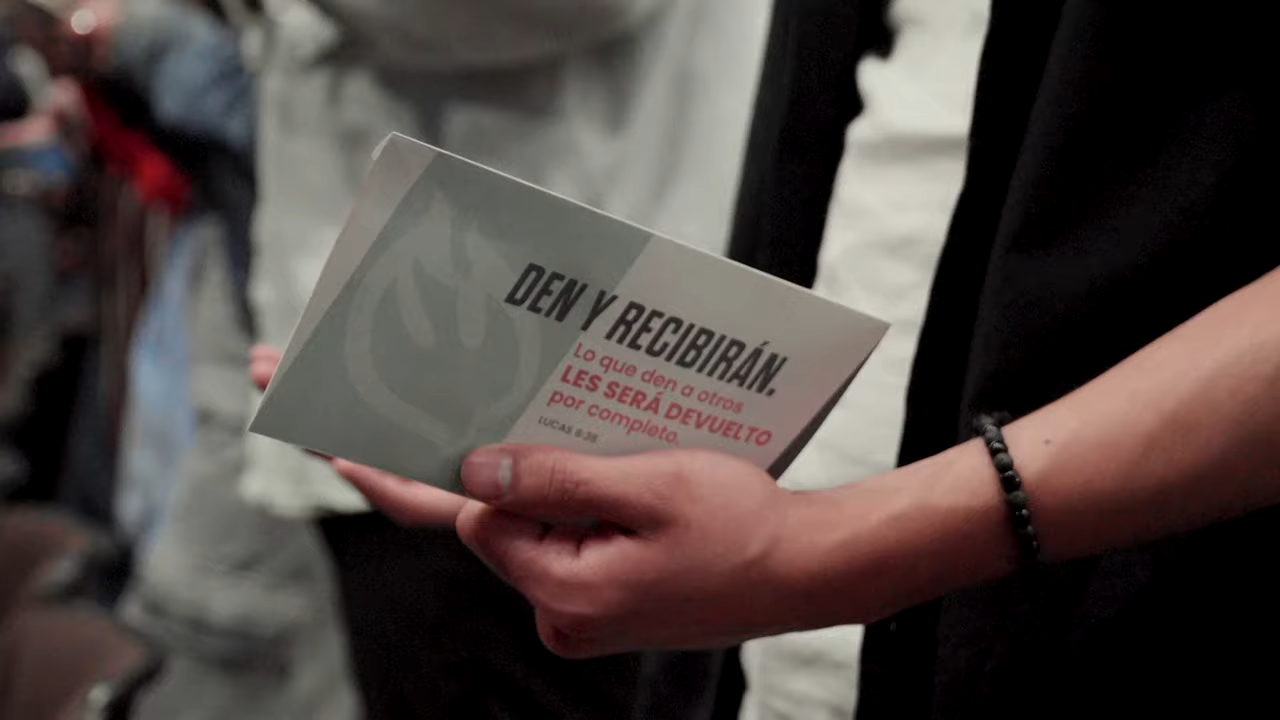 DEN Y RECIBIRÁN.
Lo que den a otros
LES SERÁ DEVUELTO
por completo.
LUCAS 6:38